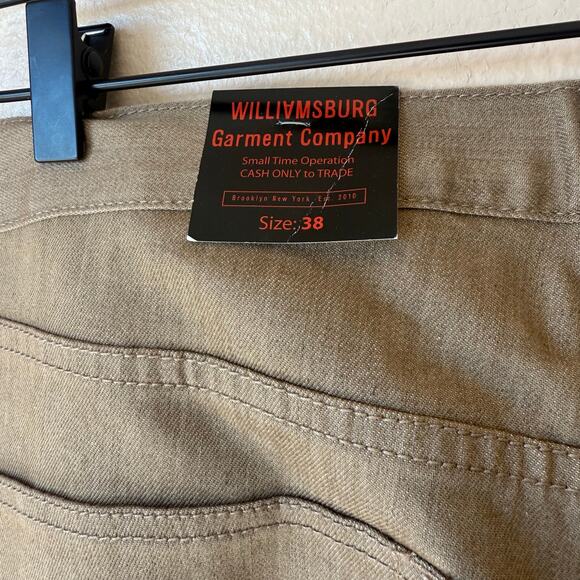 WILLIAMSBURG
Garment Company
Small Time Operation
CASH ONLY to TRADE
Brooklyn New York Est. 2010
Size: 38